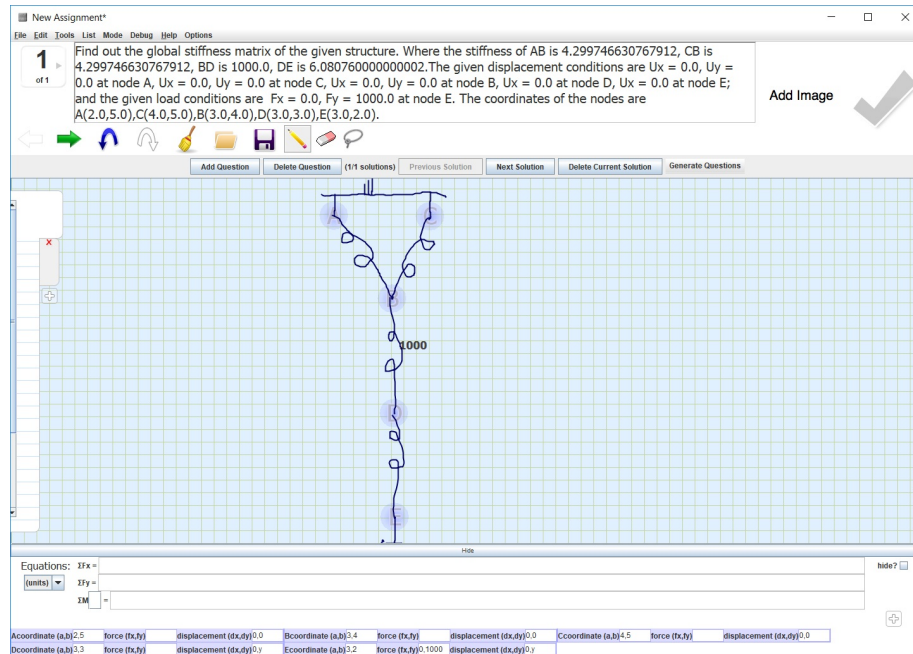 New Assignment*
File Edit Tools List Mode Debug Help Options
1
of 1
Find out the global stiffness matrix of the given structure. Where the stiffness of AB is 4.299746630767912, CB is
4.299746630767912, BD is 1000.0, DE is 6.080760000000002.The given displacement conditions are Ux = 0.0, Uy =
0.0 at node A, Ux = 0.0, Uy = 0.0 at node C, Ux = 0.0, Uy = 0.0 at node B, Ux = 0.0 at node D, Ux = 0.0 at node E;
and the given load conditions are Fx = 0.0, Fy = 1000.0 at node E. The coordinates of the nodes are
A(2.0,5.0),C(4.0,5.0),B(3.0,4.0),D(3.0,3.0),E(3.0,2.0).
Add Image
Add Question Delete Question (1/1 solutions) Previous Solution Next Solution Delete Current Solution Generate Questions
A C
x
B
1000
D
E
Hide
Equations: ΣFx = hide?
(units) ΣFy =
ΣM =
Acoordinate (a,b) 2,5 force (fx,fy) displacement (dx,dy) 0,0 Bcoordinate (a,b) 3,4 force (fx,fy) displacement (dx,dy) 0,0 Ccoordinate (a,b) 4,5 force (fx,fy) displacement (dx,dy) 0,0
Dcoordinate (a,b) 3,3 force (fx,fy) displacement (dx,dy) 0,y Ecoordinate (a,b) 3,2 force (fx,fy) 0,1000 displacement (dx,dy) 0,y